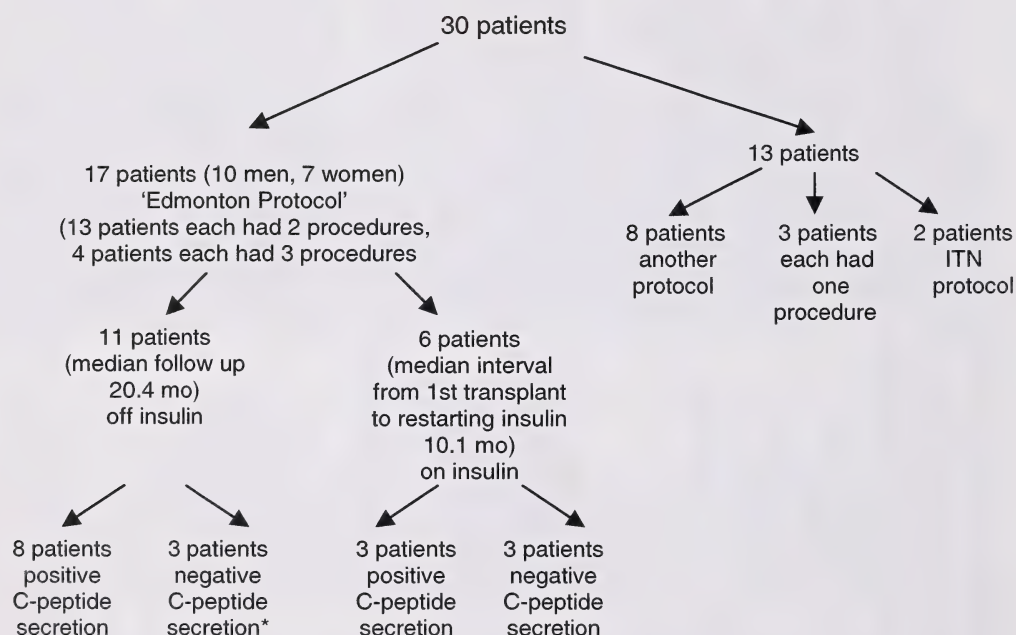 30 patients
17 patients (10 men, 7 women)
‘Edmonton Protocol’
(13 patients each had 2 procedures,
4 patients each had 3 procedures
13 patients
8 patients
another
protocol
3 patients
each had
one
procedure
2 patients
ITN
protocol
11 patients
(median follow up
20.4 mo)
off insulin
6 patients
(median interval
from 1st transplant
to restarting insulin
10.1 mo)
on insulin
8 patients
positive
C-peptide
secretion
3 patients
negative
C-peptide
secretion*
3 patients
positive
C-peptide
secretion
3 patients
negative
C-peptide
secretion